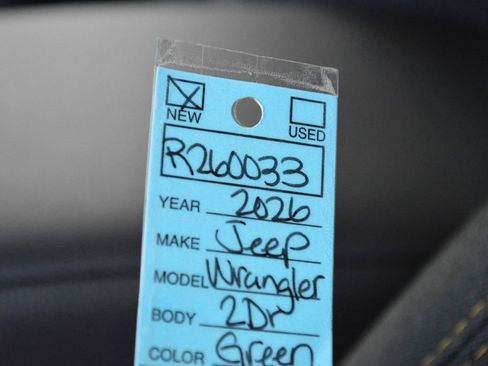 NEW USED
R260033
YEAR 2026
MAKE Jeep
MODEL Wrangler
BODY 2Dr
COLOR Green